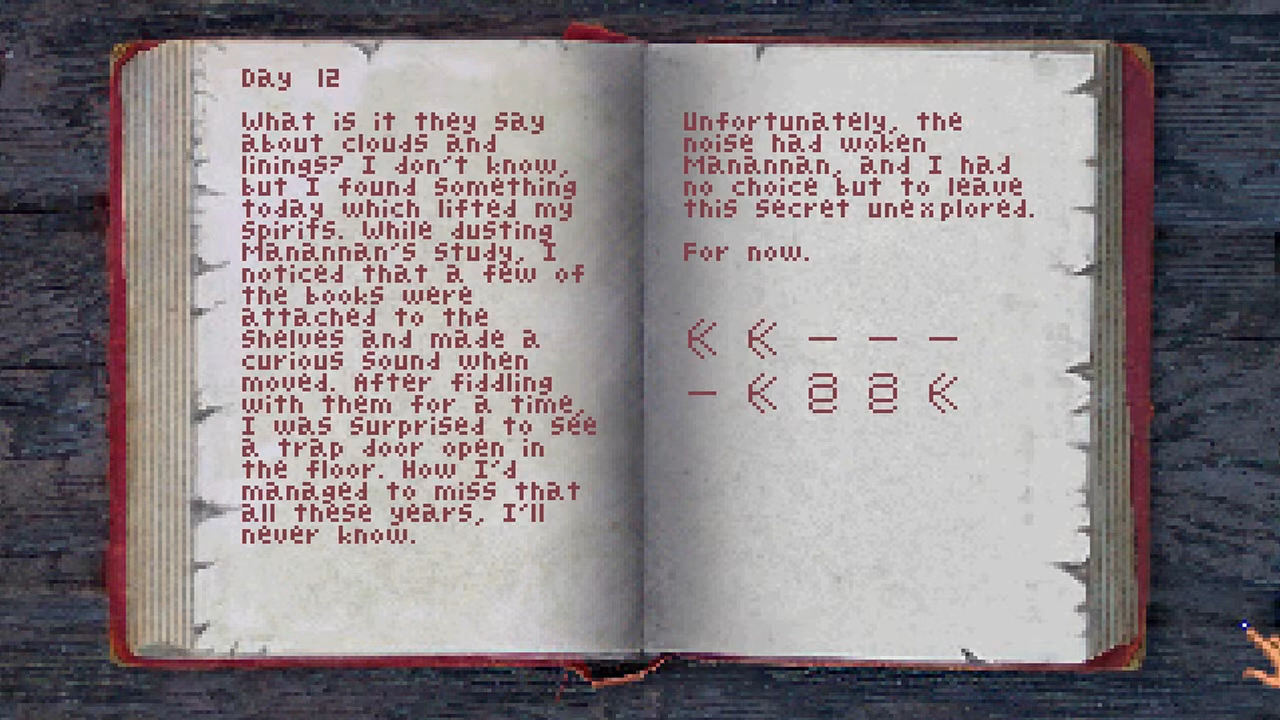 Day 12
What is it they say
about clouds and
linings? I don't know,
but I found something
today which lifted my
spirits. While dusting
Manannan's study, I
noticed that a few of
the books were
attached to the
shelves and made a
curious sound when
moved. After fiddling
with them for a time,
I was surprised to see
a trap door open in
the floor. How I'd
managed to miss that
all these years, I'll
never know.
Unfortunately, the
noise had woken
Manannan, and I had
no choice but to leave
this secret unexplored.
For now.